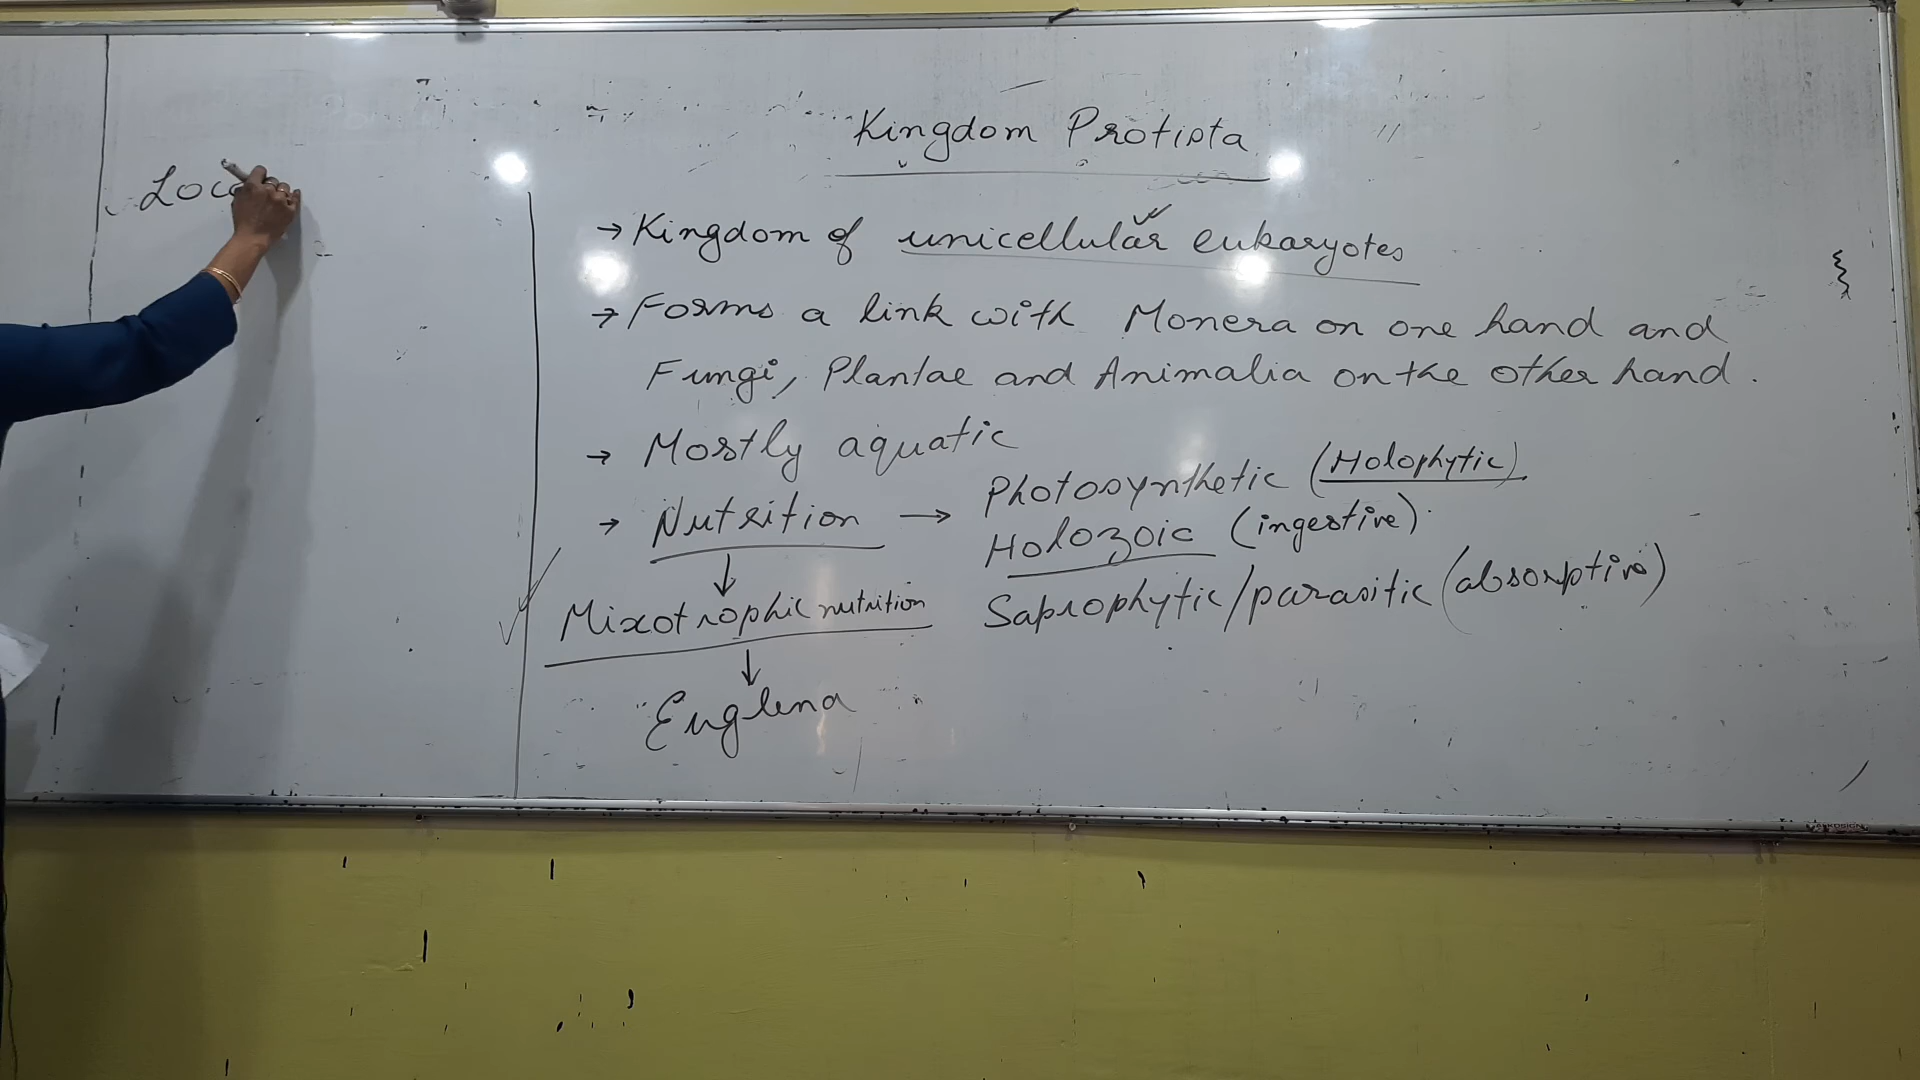 Loco
Kingdom Protista
→ Kingdom of unicellular eukaryotes
→ Forms a link with Monera on one hand and
Fungi, Plantae and Animalia on the other hand.
→ Mostly aquatic
→ Nutrition → Photosynthetic (Holophytic)
Holozoic (ingestive)
Saprophytic/parasitic (absorptive)
↓
Mixotrophic nutrition
↓
Euglena